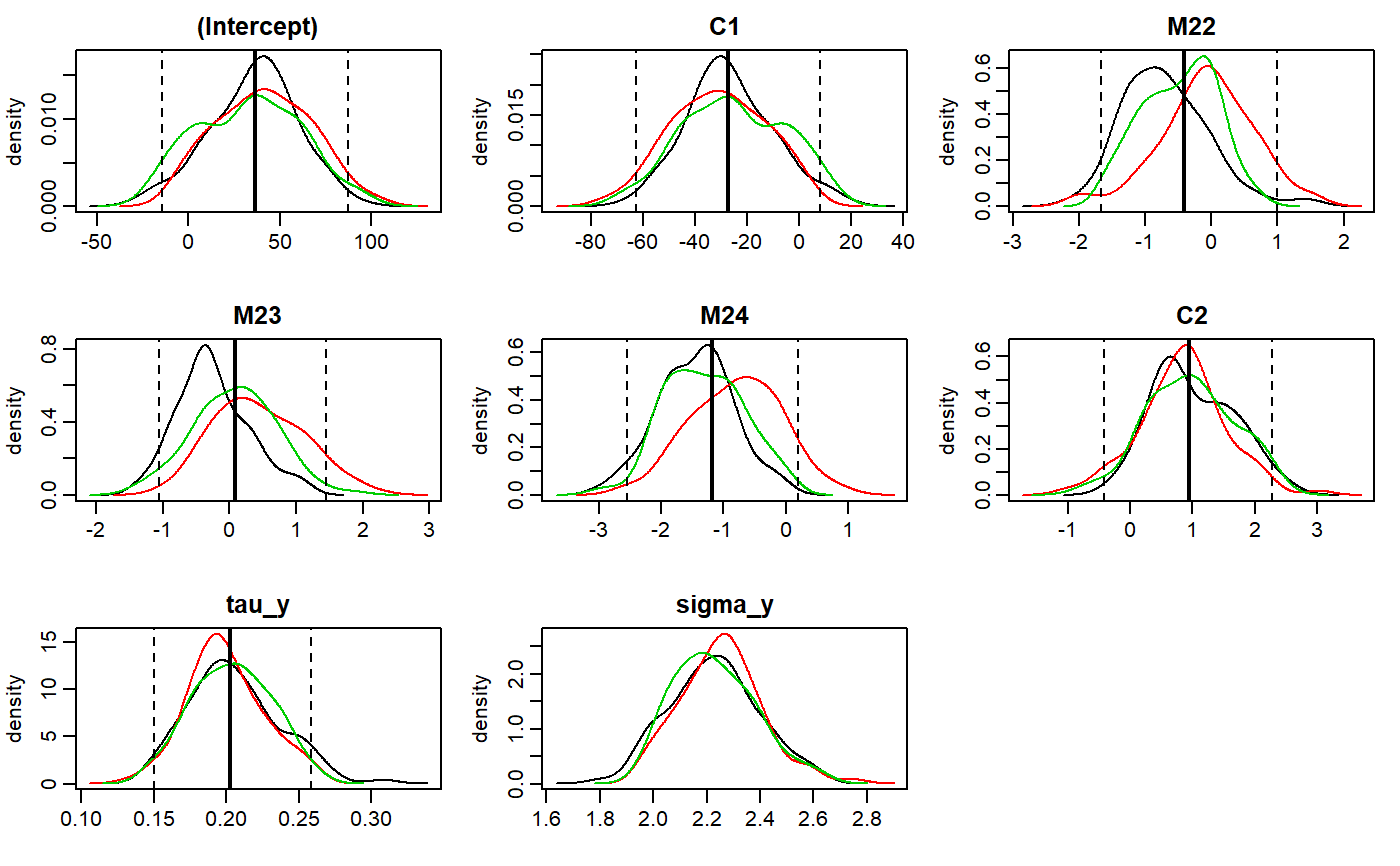 (Intercept)
density
0.000 0.010
-50 0 50 100
C1
density
0.000 0.015
-80 -60 -40 -20 0 20 40
M22
density
0.0 0.2 0.4 0.6
-3 -2 -1 0 1 2
M23
density
0.0 0.4 0.8
-2 -1 0 1 2 3
M24
density
0.0 0.2 0.4 0.6
-3 -2 -1 0 1
C2
density
0.0 0.2 0.4 0.6
-1 0 1 2 3
tau_y
density
0 5 10 15
0.10 0.15 0.20 0.25 0.30
sigma_y
density
0.0 1.0 2.0
1.6 1.8 2.0 2.2 2.4 2.6 2.8